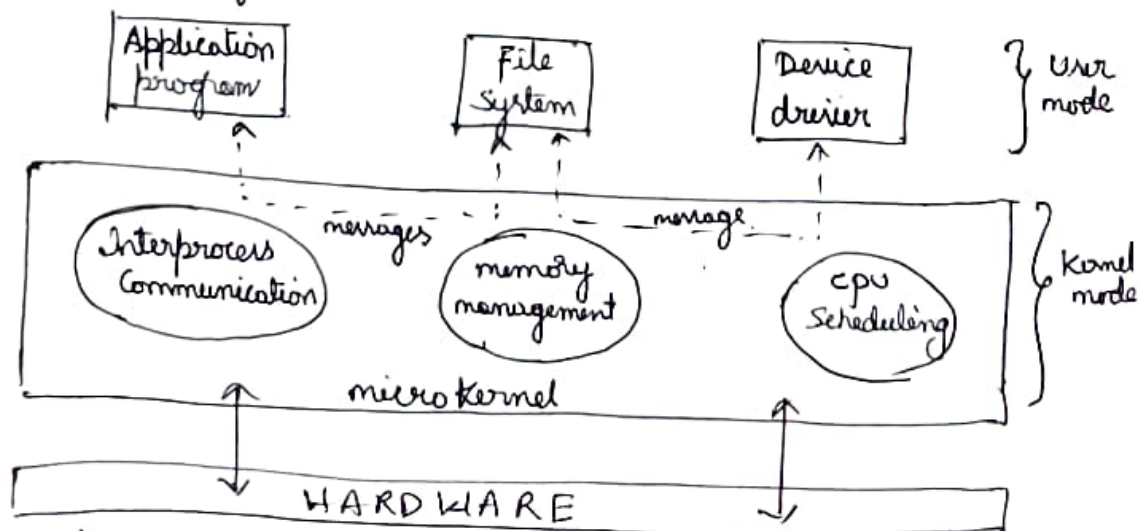 Application
program
File
System
Device
driver
User
mode
messages
message
Interprocess
Communication
memory
management
cpu
Scheduling
Kernel
mode
microkernel
HARDWARE